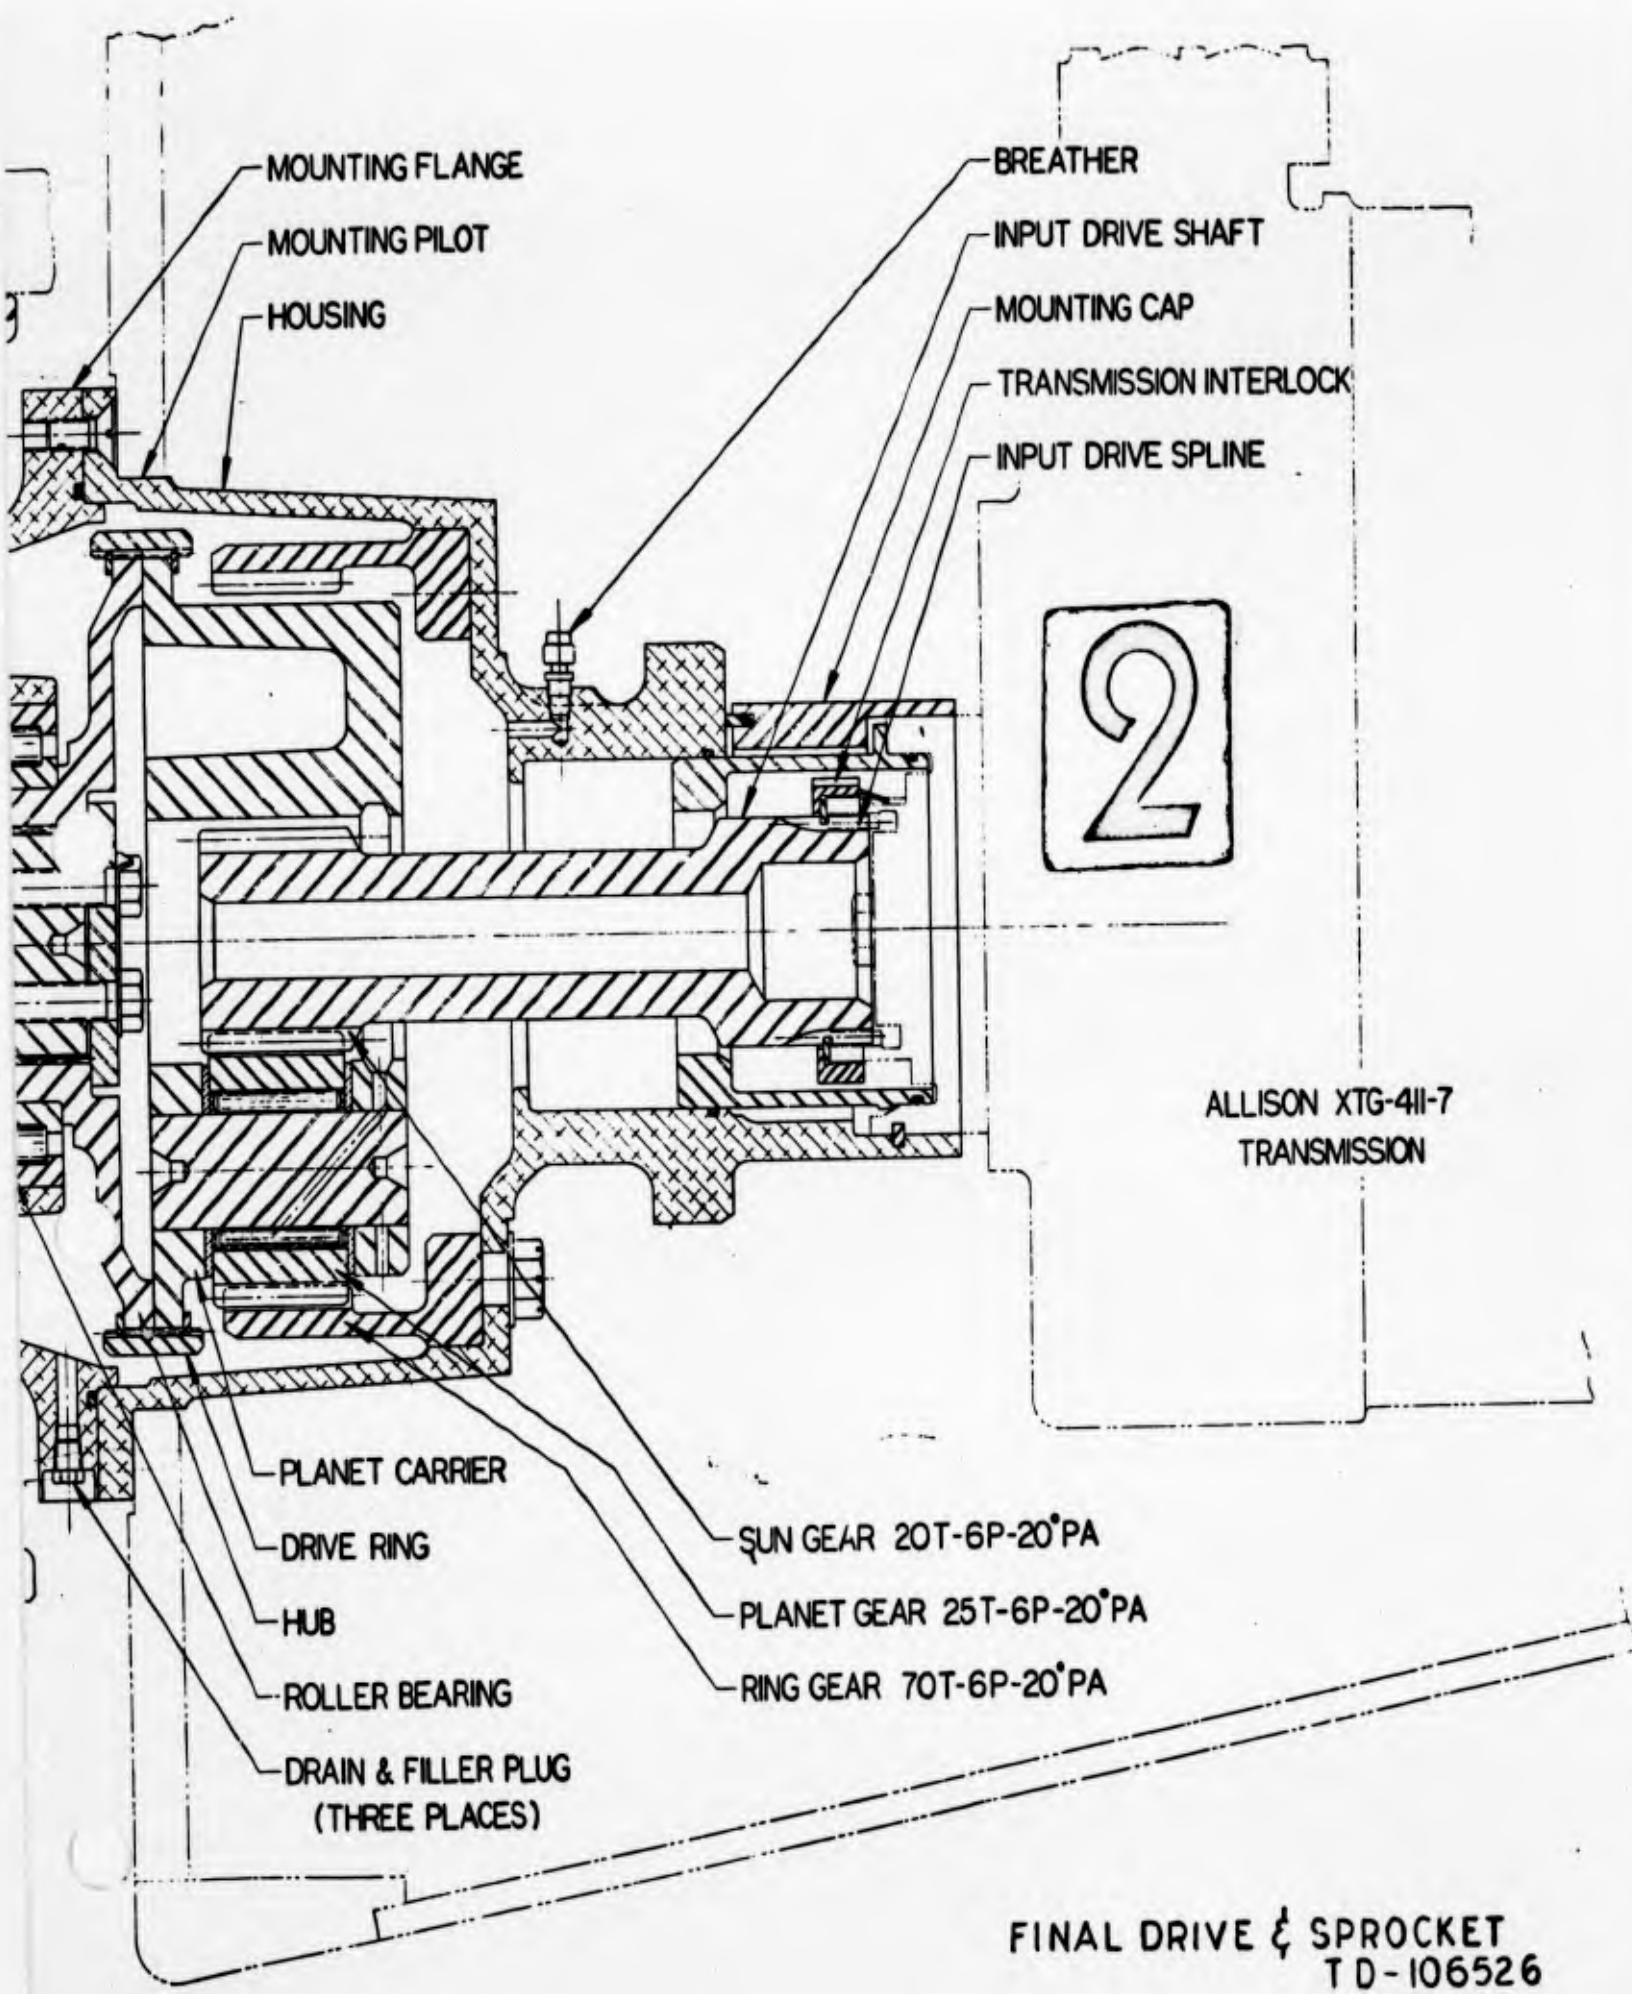 MOUNTING FLANGE
MOUNTING PILOT
HOUSING
BREATHER
INPUT DRIVE SHAFT
MOUNTING CAP
TRANSMISSION INTERLOCK
INPUT DRIVE SPLINE
2
ALLISON XTG-411-7
TRANSMISSION
PLANET CARRIER
DRIVE RING
HUB
ROLLER BEARING
DRAIN & FILLER PLUG
(THREE PLACES)
SUN GEAR 20T-6P-20°PA
PLANET GEAR 25T-6P-20°PA
RING GEAR 70T-6P-20°PA
FINAL DRIVE & SPROCKET
TD-106526